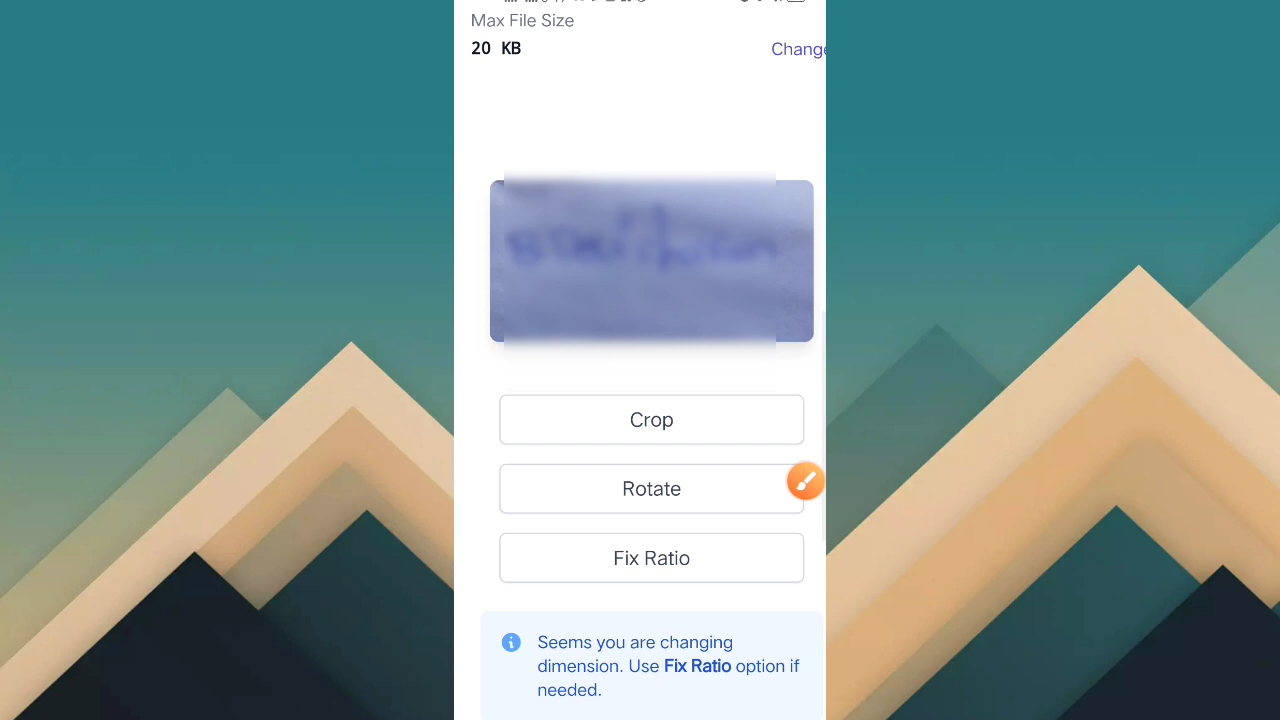 Max File Size
20 KB
Change
Crop
Rotate
Fix Ratio
Seems you are changing
dimension. Use Fix Ratio option if
needed.